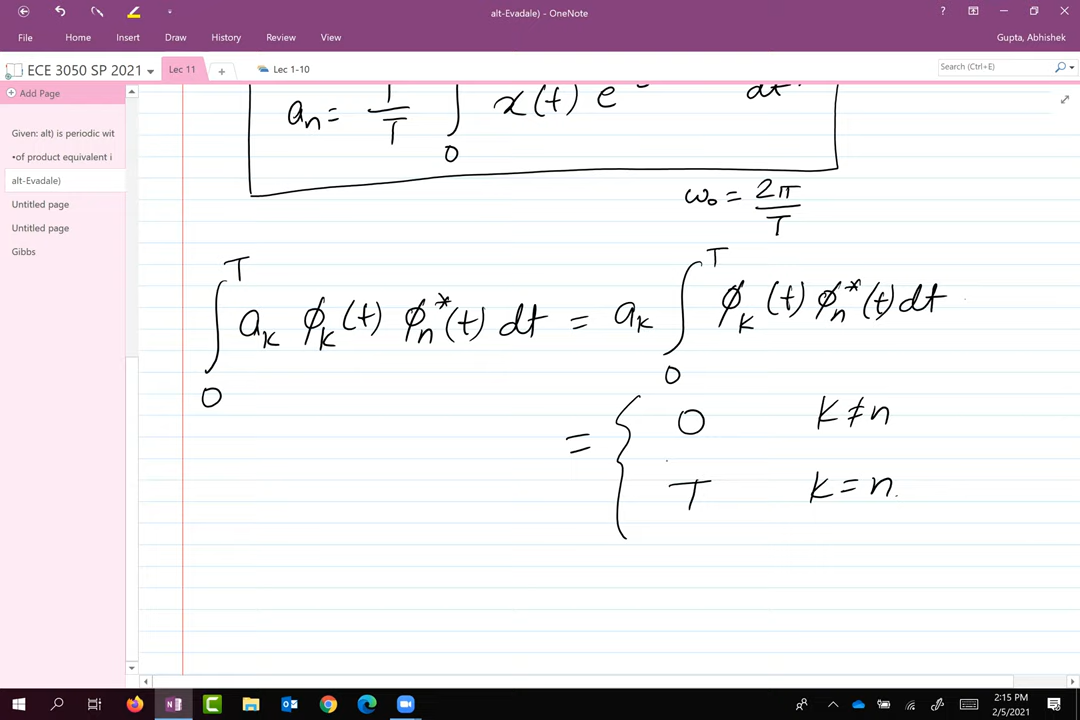 alt-Evadale) - OneNote
File Home Insert Draw History Review View Gupta, Abhishek
ECE 3050 SP 2021 Lec 11 Lec 1-10 Search (Ctrl+E)
Add Page
Given: alt) is periodic wit
•of product equivalent i
alt-Evadale)
Untitled page
Untitled page
Gibbs
aₙ = 1/T ∫ 0 x(t) e dt.
ω₀ = 2π/T
∫₀ᵀ aₖ ϕₖ(t) ϕₙ*(t) dt = aₖ ∫₀ᵀ ϕₖ(t) ϕₙ*(t) dt
= { 0 k ≠ n
T k = n.
2:15 PM
2/5/2021